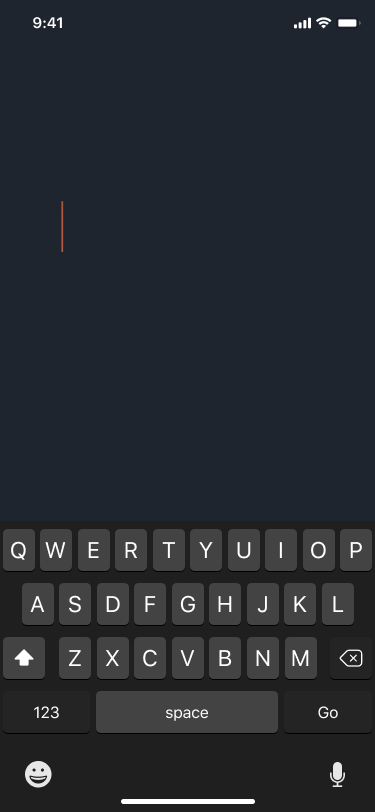 9:41
Q W E R T Y U I O P
A S D F G H J K L
Z X C V B N M
123 space Go